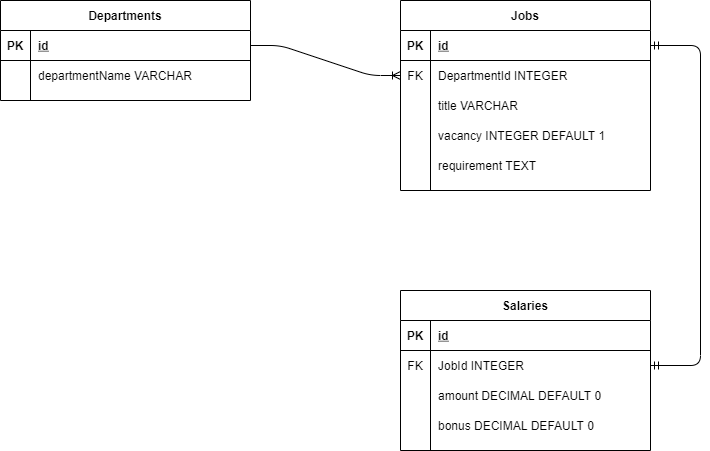 Departments
PK id
departmentName VARCHAR
Jobs
PK id
FK DepartmentId INTEGER
title VARCHAR
vacancy INTEGER DEFAULT 1
requirement TEXT
Salaries
PK id
FK JobId INTEGER
amount DECIMAL DEFAULT 0
bonus DECIMAL DEFAULT 0